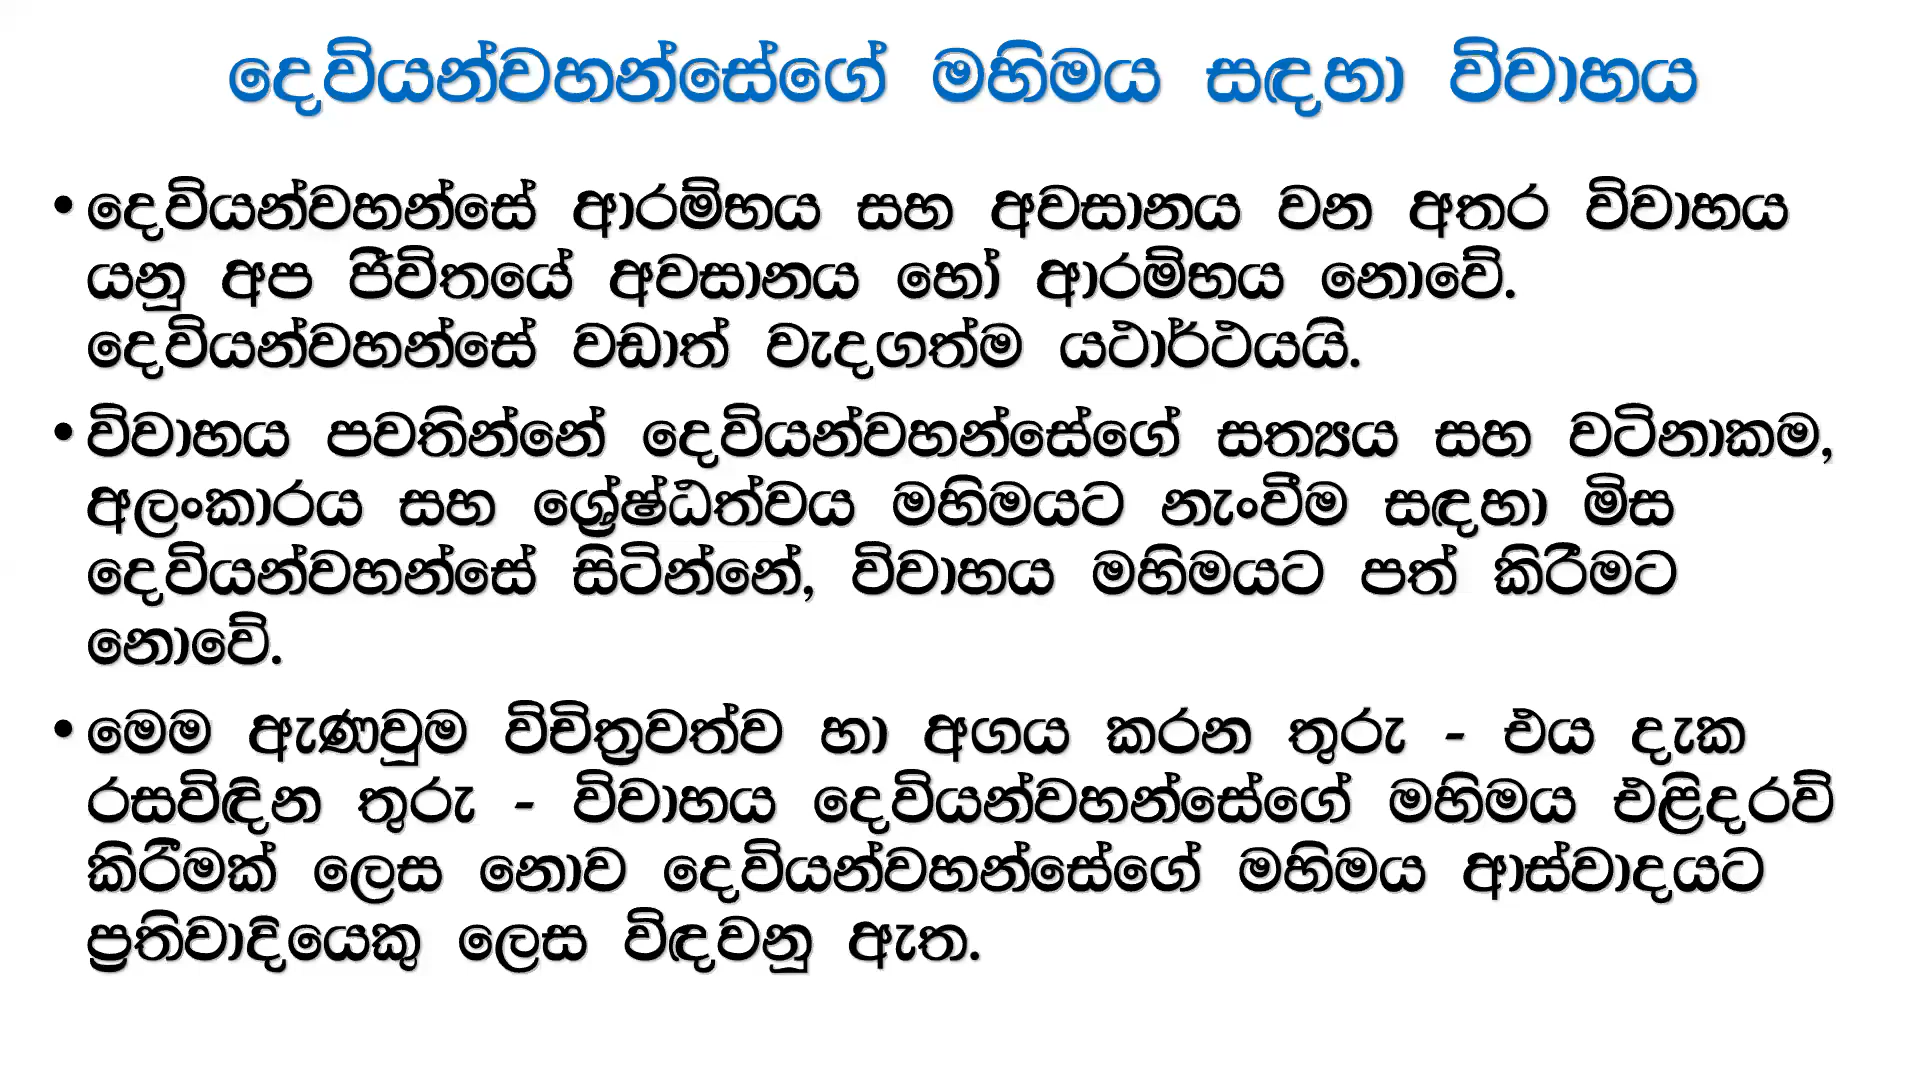 දෙවියන්වහන්සේගේ මහිමය සඳහා විවාහය
• දෙවියන්වහන්සේ ආරම්භය සහ අවසානය වන අතර විවාහය
යනු අප ජීවිතයේ අවසානය හෝ ආරම්භය නොවේ.
දෙවියන්වහන්සේ වඩාත් වැදගත්ම යථාර්ථයයි.
• විවාහය පවතින්නේ දෙවියන්වහන්සේගේ සත්‍යය සහ වටිනාකම,
අලංකාරය සහ ශ්‍රේෂ්ඨත්වය මහිමයට නැංවීම සඳහා මිස
දෙවියන්වහන්සේ සිටින්නේ, විවාහය මහිමයට පත් කිරීමට
නොවේ.
• මෙම ඇණවුම විචිත්‍රවත්ව හා අගය කරන තුරු - එය දැක
රසවිඳින තුරු - විවාහය දෙවියන්වහන්සේගේ මහිමය එළිදරව්
කිරීමක් ලෙස නොව දෙවියන්වහන්සේගේ මහිමය ආස්වාදයට
ප්‍රතිවාදියෙකු ලෙස විඳවනු ඇත.